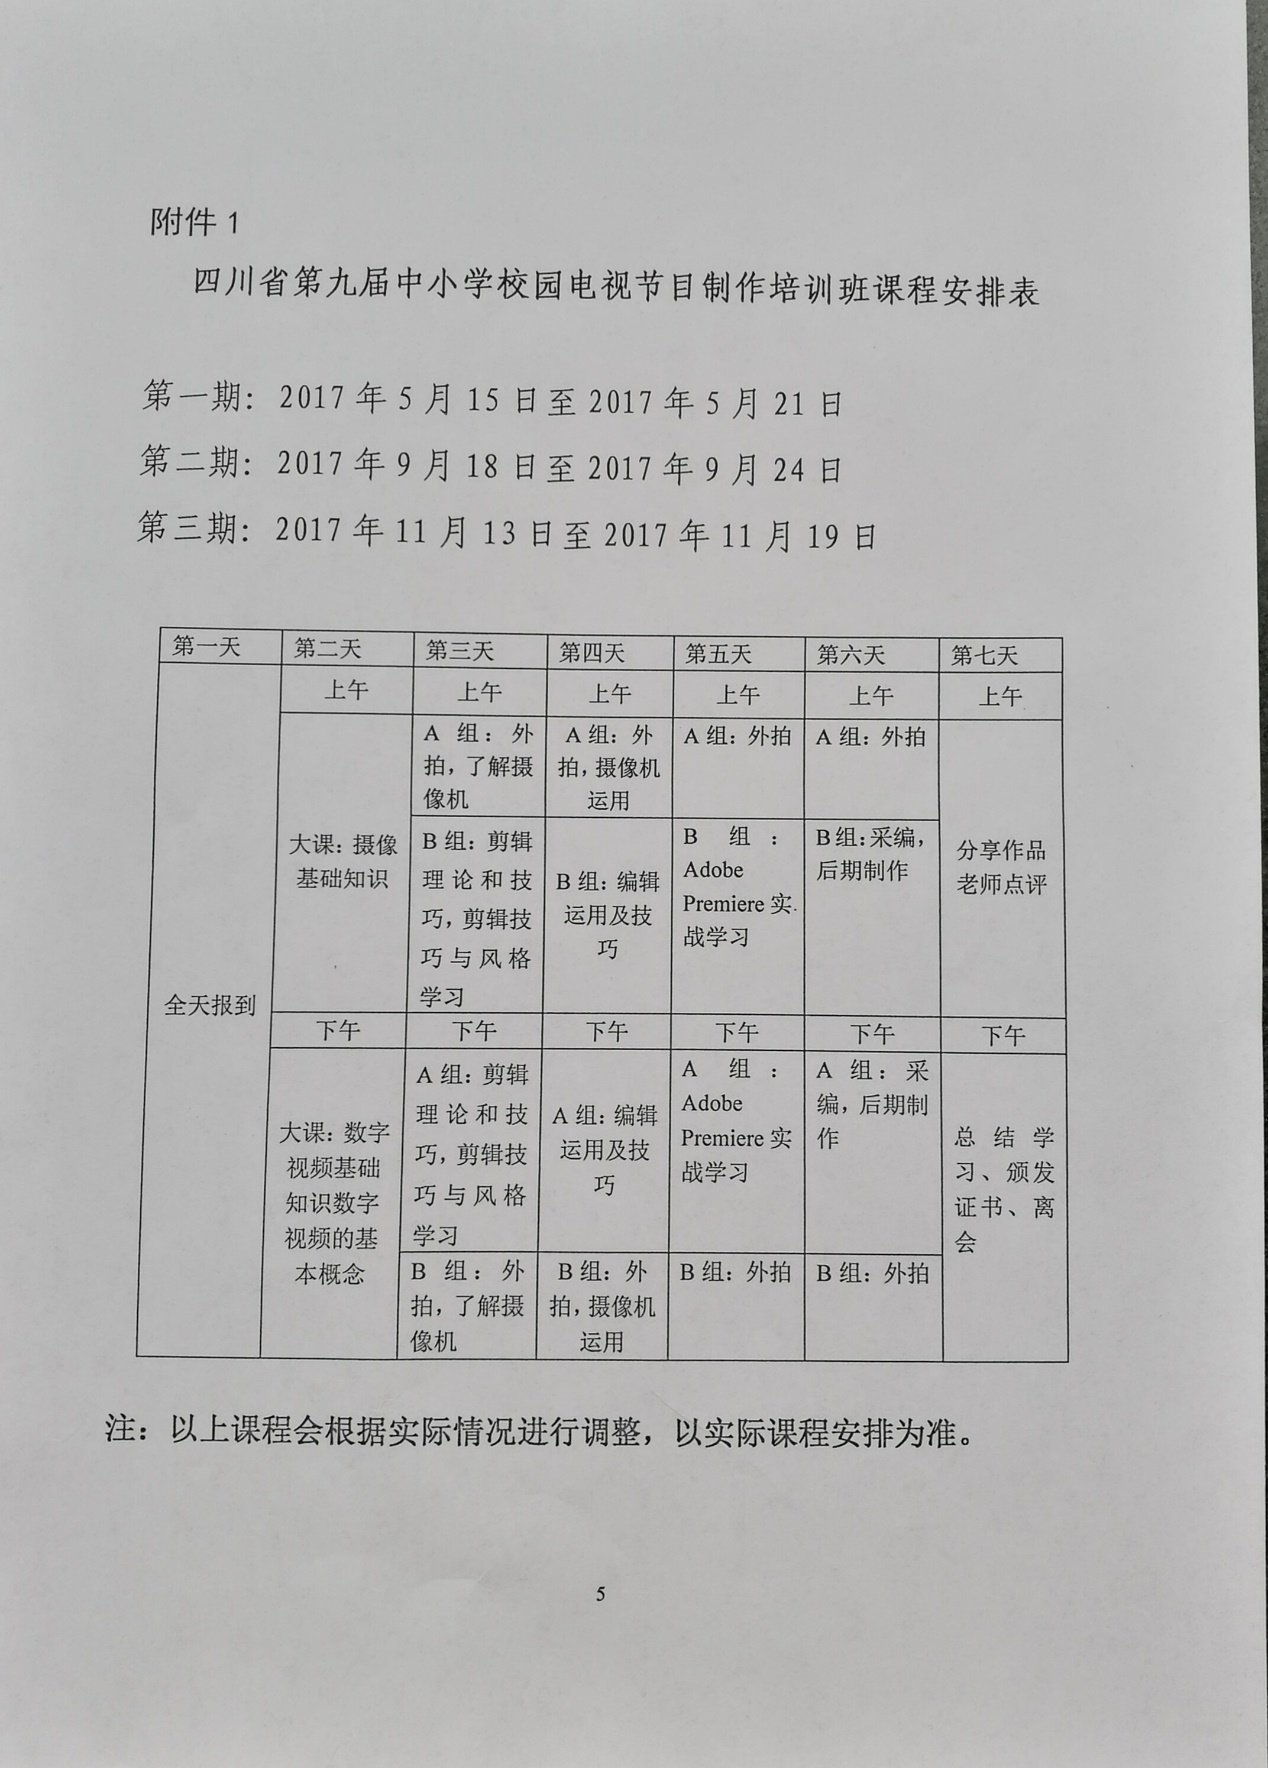 附件 1
四川省第九届中小学校园电视节目制作培训班课程安排表
第一期：2017 年 5 月 15 日至 2017 年 5 月 21 日
第二期：2017 年 9 月 18 日至 2017 年 9 月 24 日
第三期：2017 年 11 月 13 日至 2017 年 11 月 19 日
第一天 第二天 第三天 第四天 第五天 第六天 第七天
上午 上午 上午 上午 上午 上午
全天报到
大课：摄像
基础知识
A 组：外
拍，了解摄
像机
A 组：外
拍，摄像机
运用
A 组：外拍
A 组：外拍
B 组：剪辑
理论和技
巧，剪辑技
巧与风格
学习
B 组：编辑
运用及技
巧
B 组：
Adobe
Premiere 实
战学习
B 组：采编，
后期制作
分享作品
老师点评
下午 下午 下午 下午 下午 下午
大课：数字
视频基础
知识数字
视频的基
本概念
A 组：剪辑
理论和技
巧，剪辑技
巧与风格
学习
A 组：编辑
运用及技
巧
A 组：
Adobe
Premiere 实
战学习
A 组：采
编，后期制
作
B 组：外
拍，了解摄
像机
B 组：外
拍，摄像机
运用
B 组：外拍
B 组：外拍
总结学
习、颁发
证书、离
会
注：以上课程会根据实际情况进行调整，以实际课程安排为准。
5